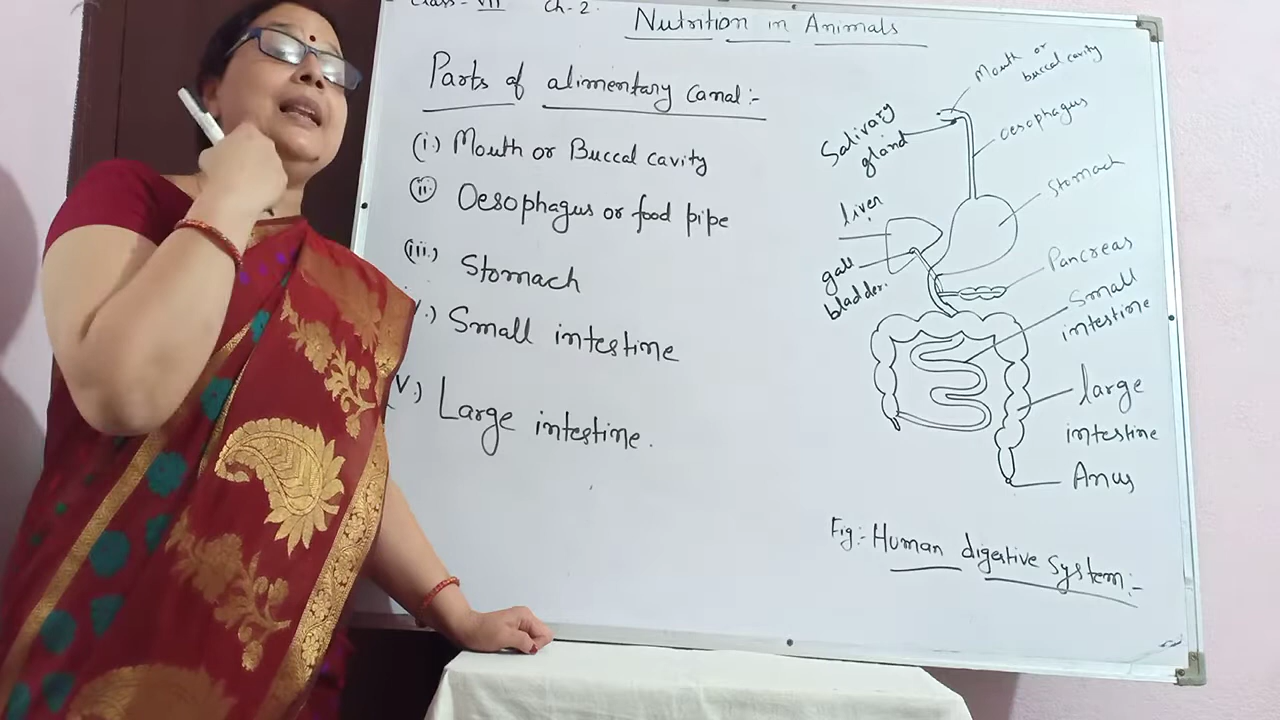 Class - VII Ch-2.
Nutrition in Animals
Parts of alimentary canal:-
(i.) Mouth or Buccal cavity
(ii) Oesophagus or food pipe
(iii.) Stomach
V.) Small intestine
(V.) Large intestine.
Mouth or
buccal cavity
Salivary
gland
oesophagus
Stomach
liver
gall
bladder.
Pancreas
Small
intestine
large
intestine
Anus
Fig:- Human digestive System:-